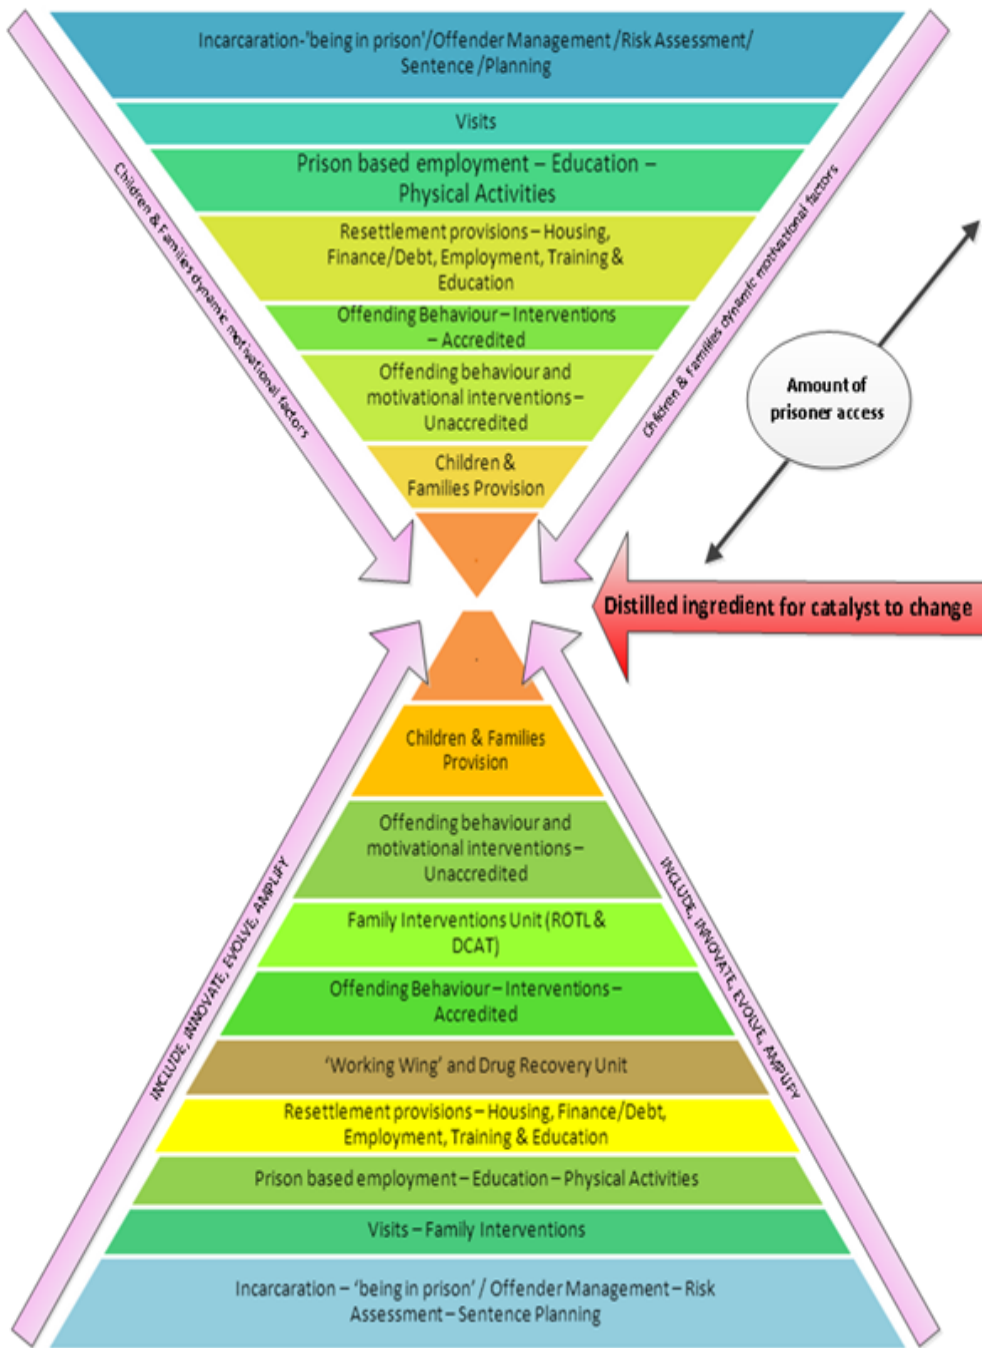 Incarcaration-'being in prison'/Offender Management /Risk Assessment/
Sentence /Planning
Visits
Prison based employment – Education –
Physical Activities
Resettlement provisions – Housing,
Finance/Debt, Employment, Training &
Education
Offending Behaviour – Interventions
– Accredited
Offending behaviour and
motivational interventions –
Unaccredited
Children &
Families Provision
Children & Families dynamic motivational factors
Children & Families dynamic motivational factors
Amount of
prisoner access
Distilled ingredient for catalyst to change
Children & Families
Provision
Offending behaviour and
motivational interventions –
Unaccredited
Family Interventions Unit (ROTL &
DCAT)
Offending Behaviour – Interventions –
Accredited
'Working Wing' and Drug Recovery Unit
Resettlement provisions – Housing, Finance/Debt,
Employment, Training & Education
Prison based employment – Education – Physical Activities
Visits – Family Interventions
Incarcaration – 'being in prison' / Offender Management – Risk
Assessment – Sentence Planning
INCLUDE, INNOVATE, EVOLVE, AMPLIFY
INCLUDE, INNOVATE, EVOLVE, AMPLIFY